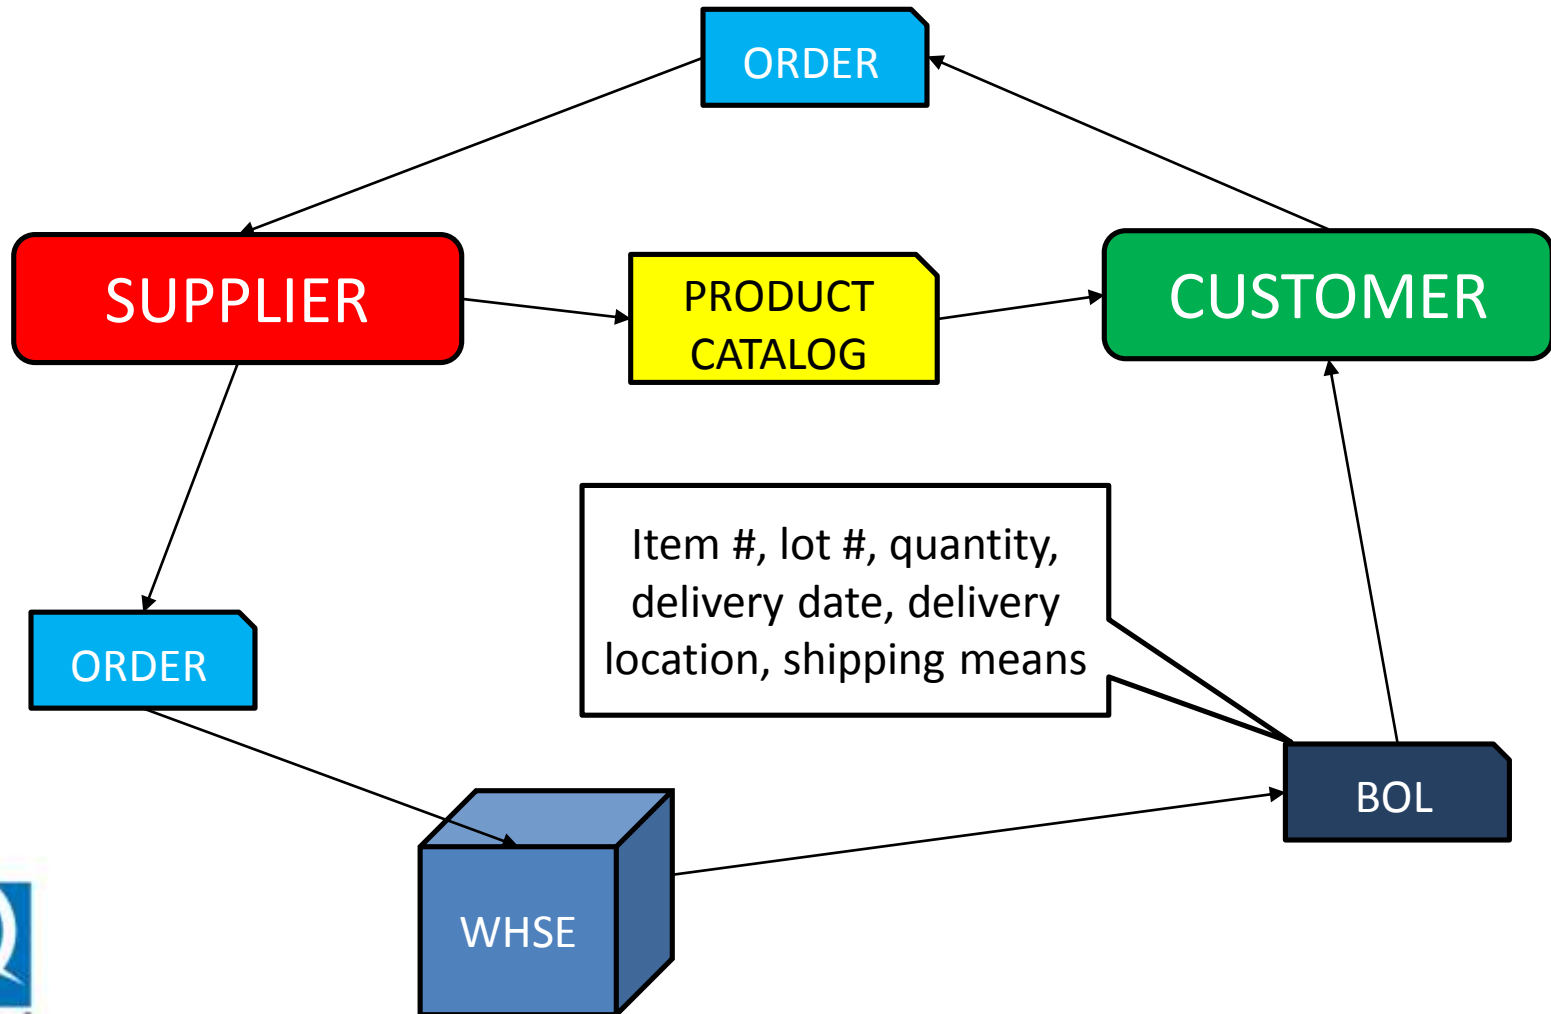 ORDER
SUPPLIER
PRODUCT
CATALOG
CUSTOMER
Item #, lot #, quantity,
delivery date, delivery
location, shipping means
ORDER
BOL
WHSE